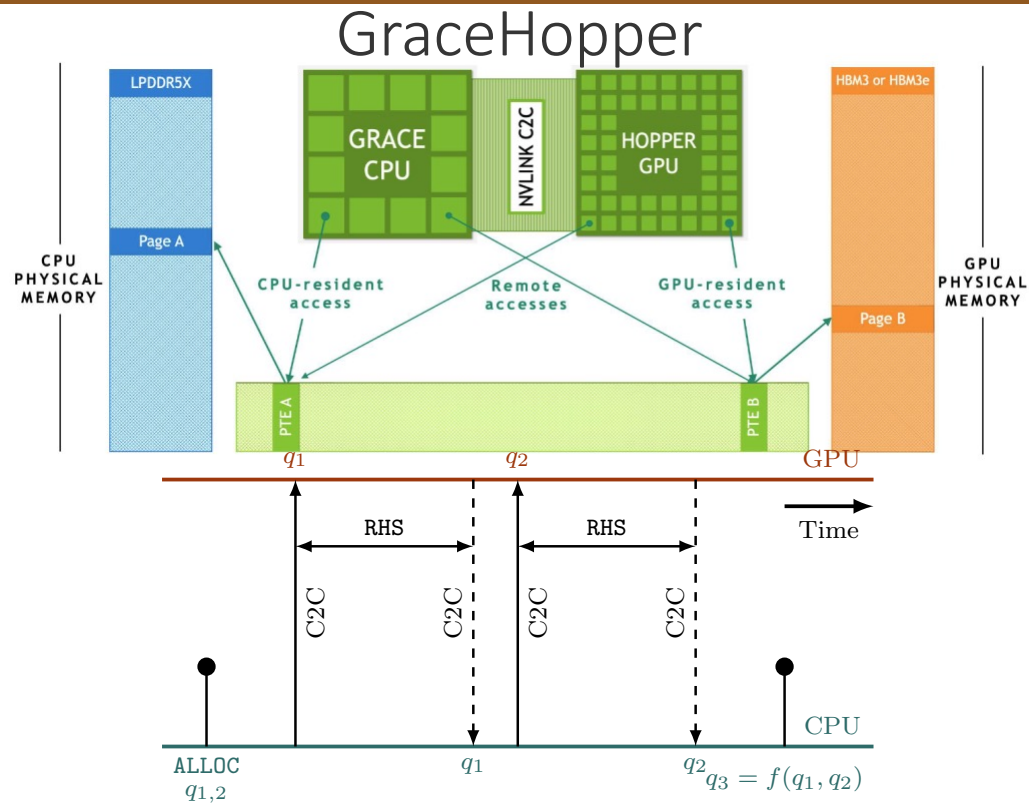 GraceHopper
LPDDR5X
HBM3 or HBM3e
GRACE
CPU
NVLINK C2C
HOPPER
GPU
Page A
CPU
PHYSICAL
MEMORY
CPU-resident
access
Remote
accesses
GPU-resident
access
GPU
PHYSICAL
MEMORY
Page B
PTE A
PTE B
q1
q2
GPU
RHS
RHS
Time
C2C
C2C
C2C
C2C
CPU
ALLOC
q1,2
q1
q2
q3 = f(q1, q2)